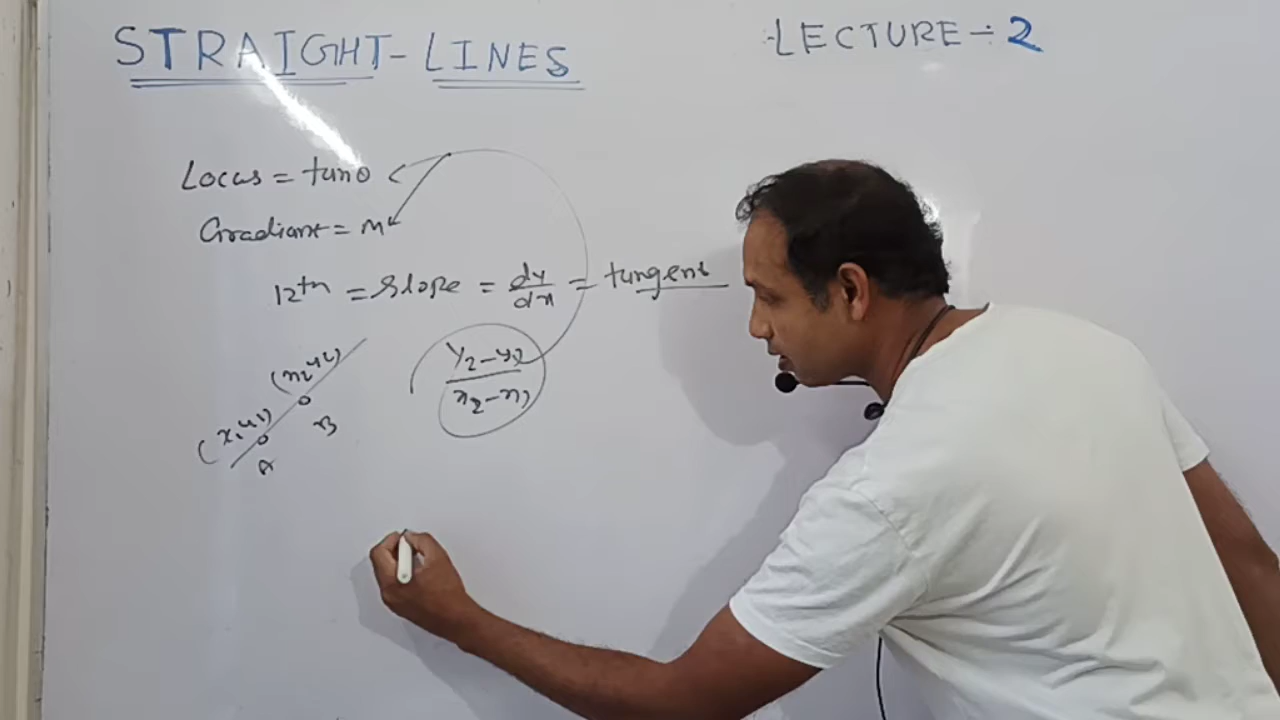 STRAIGHT-LINES
LECTURE ÷ 2
Locus = tanθ
Gradiant = M
12th = Slope = dy/dx = tangent
y2-y1
x2-x1
(x2 y2)
B
(x1 y1)
A